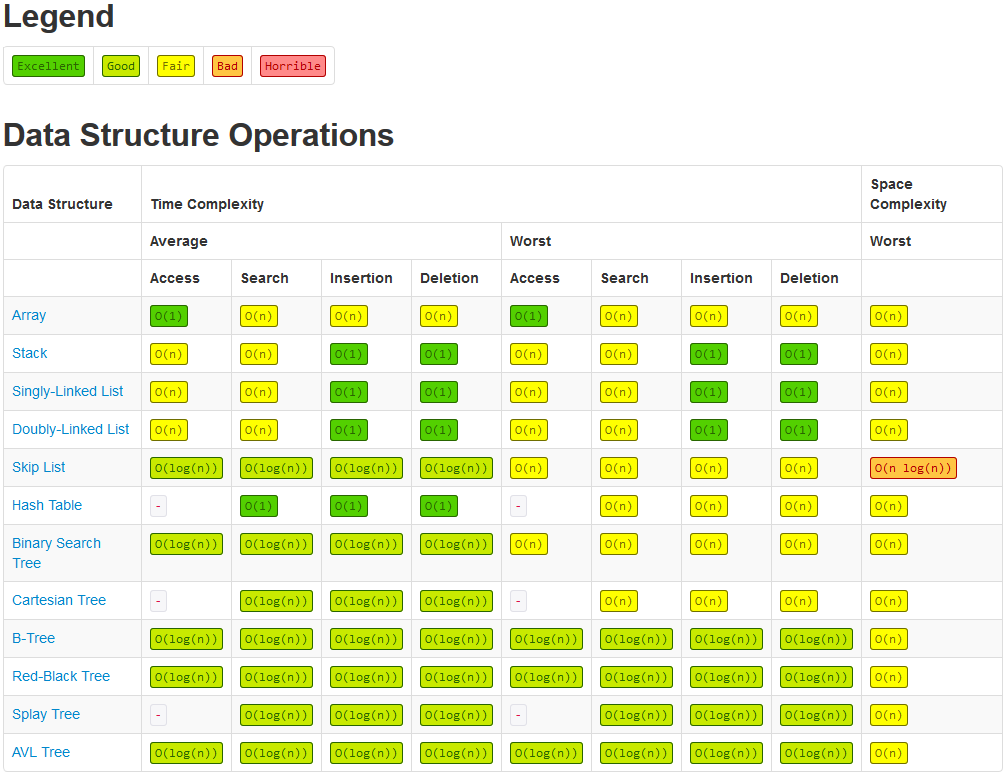 Legend
Excellent Good Fair Bad Horrible
Data Structure Operations
Data Structure Time Complexity Space Complexity
Average Worst Worst
Access Search Insertion Deletion Access Search Insertion Deletion
Array O(1) O(n) O(n) O(n) O(1) O(n) O(n) O(n) O(n)
Stack O(n) O(n) O(1) O(1) O(n) O(n) O(1) O(1) O(n)
Singly-Linked List O(n) O(n) O(1) O(1) O(n) O(n) O(1) O(1) O(n)
Doubly-Linked List O(n) O(n) O(1) O(1) O(n) O(n) O(1) O(1) O(n)
Skip List O(log(n)) O(log(n)) O(log(n)) O(log(n)) O(n) O(n) O(n) O(n) O(n log(n))
Hash Table - O(1) O(1) O(1) - O(n) O(n) O(n) O(n)
Binary Search Tree O(log(n)) O(log(n)) O(log(n)) O(log(n)) O(n) O(n) O(n) O(n) O(n)
Cartesian Tree - O(log(n)) O(log(n)) O(log(n)) - O(n) O(n) O(n) O(n)
B-Tree O(log(n)) O(log(n)) O(log(n)) O(log(n)) O(log(n)) O(log(n)) O(log(n)) O(log(n)) O(n)
Red-Black Tree O(log(n)) O(log(n)) O(log(n)) O(log(n)) O(log(n)) O(log(n)) O(log(n)) O(log(n)) O(n)
Splay Tree - O(log(n)) O(log(n)) O(log(n)) - O(log(n)) O(log(n)) O(log(n)) O(n)
AVL Tree O(log(n)) O(log(n)) O(log(n)) O(log(n)) O(log(n)) O(log(n)) O(log(n)) O(log(n)) O(n)